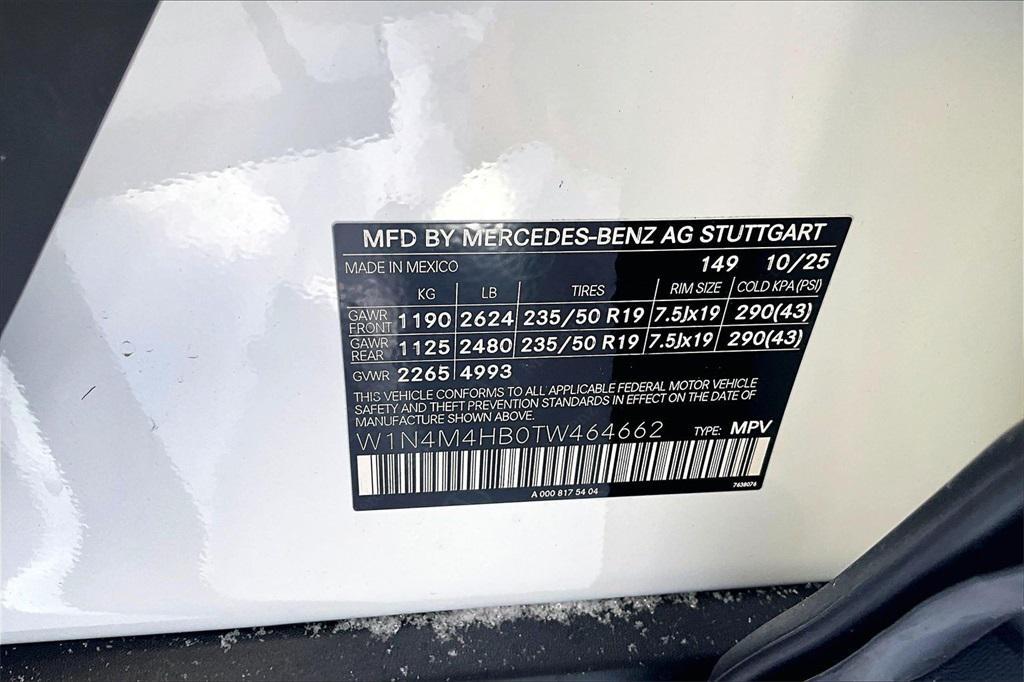 MFD BY MERCEDES-BENZ AG STUTTGART
MADE IN MEXICO 149 10/25
KG LB TIRES RIM SIZE COLD KPA (PSI)
GAWR FRONT 1190 2624 235/50 R19 7.5Jx19 290(43)
GAWR REAR 1125 2480 235/50 R19 7.5Jx19 290(43)
GVWR 2265 4993
THIS VEHICLE CONFORMS TO ALL APPLICABLE FEDERAL MOTOR VEHICLE
SAFETY AND THEFT PREVENTION STANDARDS IN EFFECT ON THE DATE OF
MANUFACTURE SHOWN ABOVE.
W1N4M4HB0TW464662 TYPE: MPV
A 000 817 54 04 7638076